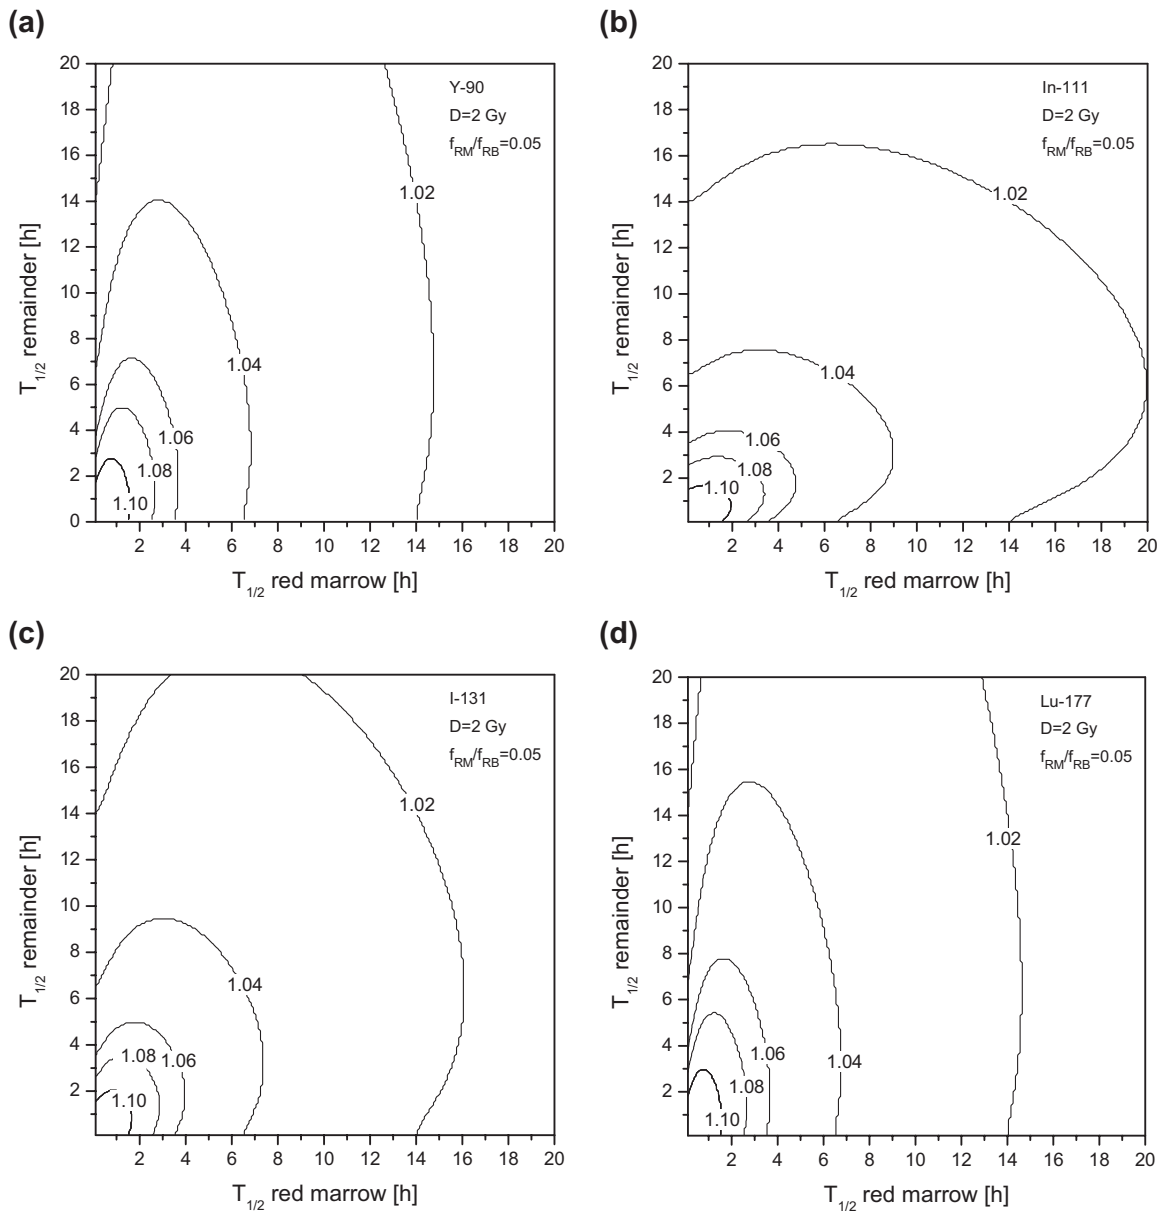 (a)
Y-90
D=2 Gy
f_RM/f_RB=0.05
1.02
1.04
1.06
1.08
1.10
20
18
16
14
12
10
8
6
4
2
0
2 4 6 8 10 12 14 16 18 20
T_1/2 remainder [h]
T_1/2 red marrow [h]
(b)
In-111
D=2 Gy
f_RM/f_RB=0.05
1.02
1.04
1.06
1.08
1.10
20
18
16
14
12
10
8
6
4
2
2 4 6 8 10 12 14 16 18 20
T_1/2 remainder [h]
T_1/2 red marrow [h]
(c)
I-131
D=2 Gy
f_RM/f_RB=0.05
1.02
1.04
1.08 1.06
1.10
20
18
16
14
12
10
8
6
4
2
2 4 6 8 10 12 14 16 18 20
T_1/2 remainder [h]
T_1/2 red marrow [h]
(d)
Lu-177
D=2 Gy
f_RM/f_RB=0.05
1.02
1.04
1.06
1.08
1.10
20
18
16
14
12
10
8
6
4
2
2 4 6 8 10 12 14 16 18 20
T_1/2 remainder [h]
T_1/2 red marrow [h]